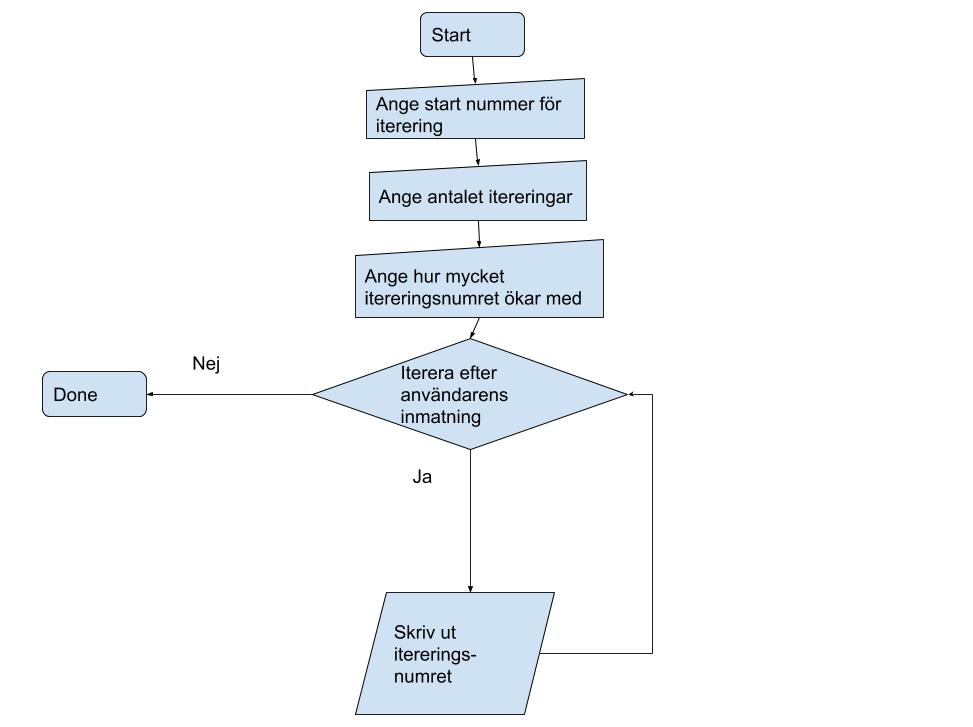 Start
Ange start nummer för
iterering
Ange antalet itereringar
Ange hur mycket
itereringsnumret ökar med
Nej
Iterera efter
användarens
inmatning
Done
Ja
Skriv ut
itererings-
numret